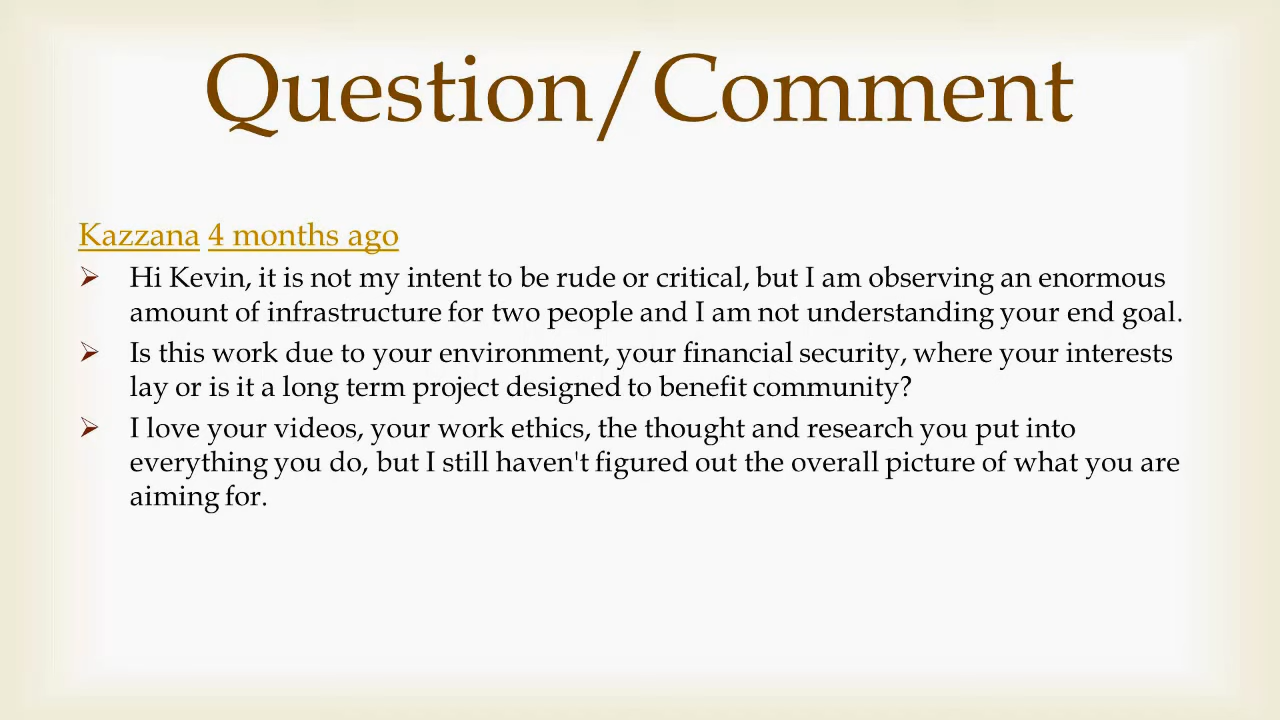 Question/Comment
Kazzana 4 months ago
Hi Kevin, it is not my intent to be rude or critical, but I am observing an enormous
amount of infrastructure for two people and I am not understanding your end goal.
Is this work due to your environment, your financial security, where your interests
lay or is it a long term project designed to benefit community?
I love your videos, your work ethics, the thought and research you put into
everything you do, but I still haven't figured out the overall picture of what you are
aiming for.